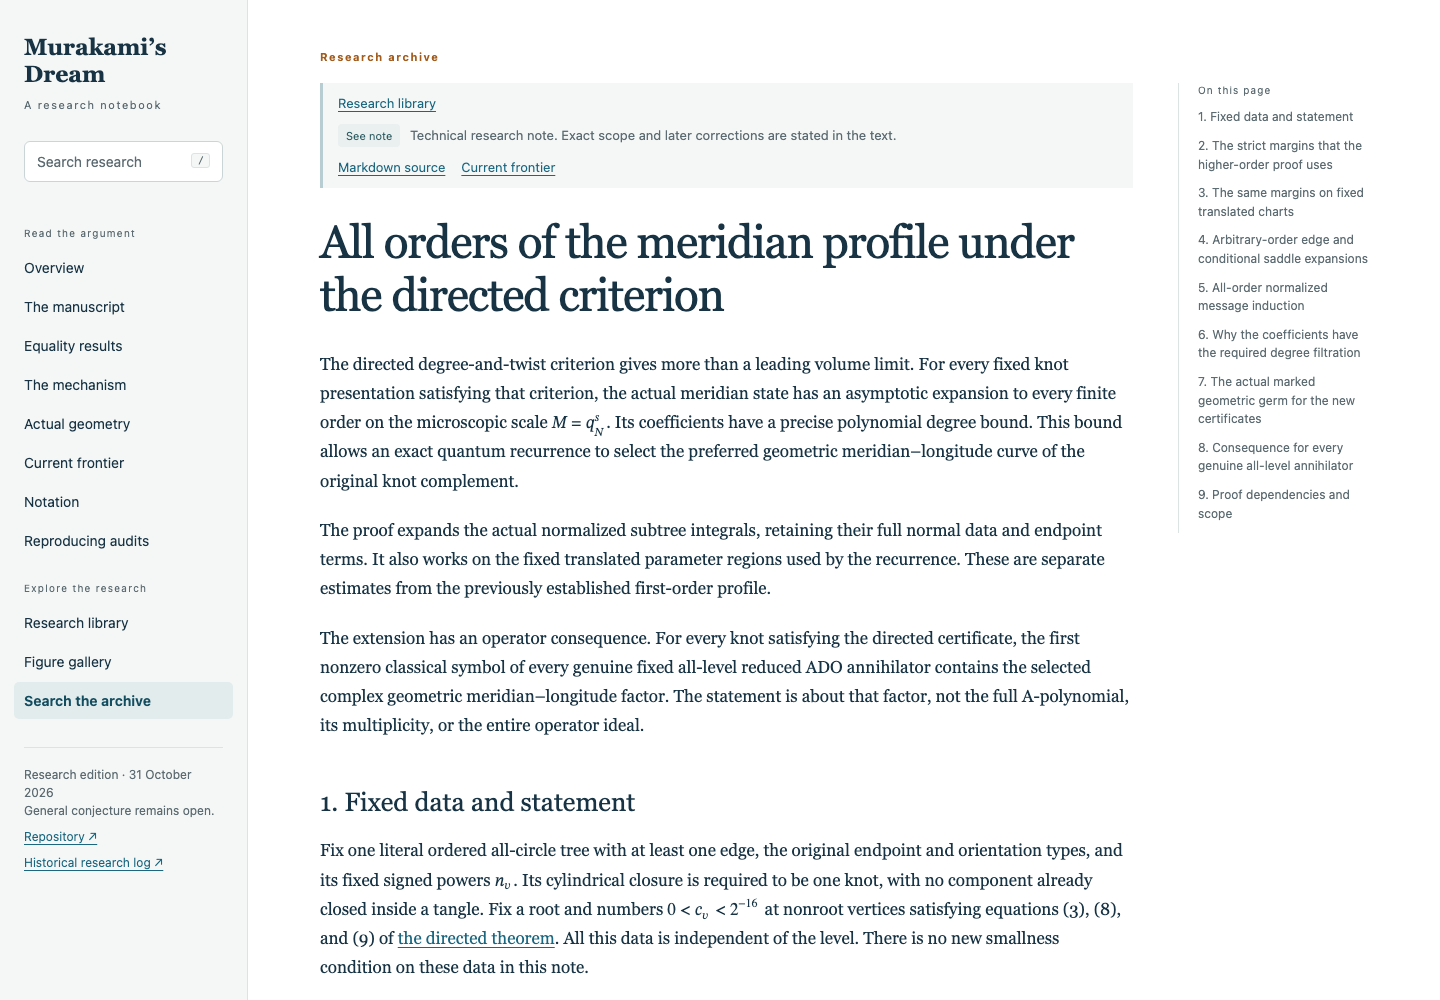 Murakami’s
Dream
A research notebook
Search research /
Read the argument
Overview
The manuscript
Equality results
The mechanism
Actual geometry
Current frontier
Notation
Reproducing audits
Explore the research
Research library
Figure gallery
Search the archive
Research edition · 31 October
2026
General conjecture remains open.
Repository ↗
Historical research log ↗
Research archive
Research library
See note Technical research note. Exact scope and later corrections are stated in the text.
Markdown source Current frontier
All orders of the meridian profile under
the directed criterion
The directed degree-and-twist criterion gives more than a leading volume limit. For every fixed knot
presentation satisfying that criterion, the actual meridian state has an asymptotic expansion to every finite
order on the microscopic scale M = q_N^s. Its coefficients have a precise polynomial degree bound. This bound
allows an exact quantum recurrence to select the preferred geometric meridian–longitude curve of the
original knot complement.
The proof expands the actual normalized subtree integrals, retaining their full normal data and endpoint
terms. It also works on the fixed translated parameter regions used by the recurrence. These are separate
estimates from the previously established first-order profile.
The extension has an operator consequence. For every knot satisfying the directed certificate, the first
nonzero classical symbol of every genuine fixed all-level reduced ADO annihilator contains the selected
complex geometric meridian–longitude factor. The statement is about that factor, not the full A-polynomial,
its multiplicity, or the entire operator ideal.
1. Fixed data and statement
Fix one literal ordered all-circle tree with at least one edge, the original endpoint and orientation types, and
its fixed signed powers n_v. Its cylindrical closure is required to be one knot, with no component already
closed inside a tangle. Fix a root and numbers 0 < c_v < 2^{−16} at nonroot vertices satisfying equations (3), (8),
and (9) of the directed theorem. All this data is independent of the level. There is no new smallness
condition on these data in this note.
On this page
1. Fixed data and statement
2. The strict margins that the
higher-order proof uses
3. The same margins on fixed
translated charts
4. Arbitrary-order edge and
conditional saddle expansions
5. All-order normalized
message induction
6. Why the coefficients have
the required degree filtration
7. The actual marked
geometric germ for the new
certificates
8. Consequence for every
genuine all-level annihilator
9. Proof dependencies and
scope